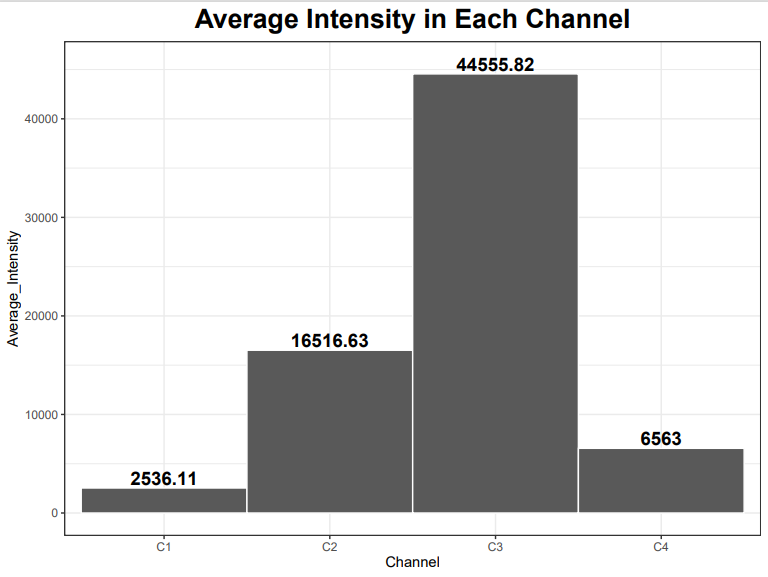 Average Intensity in Each Channel
44555.82
40000
30000
Average_Intensity
20000
16516.63
10000
6563
2536.11
0
C1 C2 C3 C4
Channel